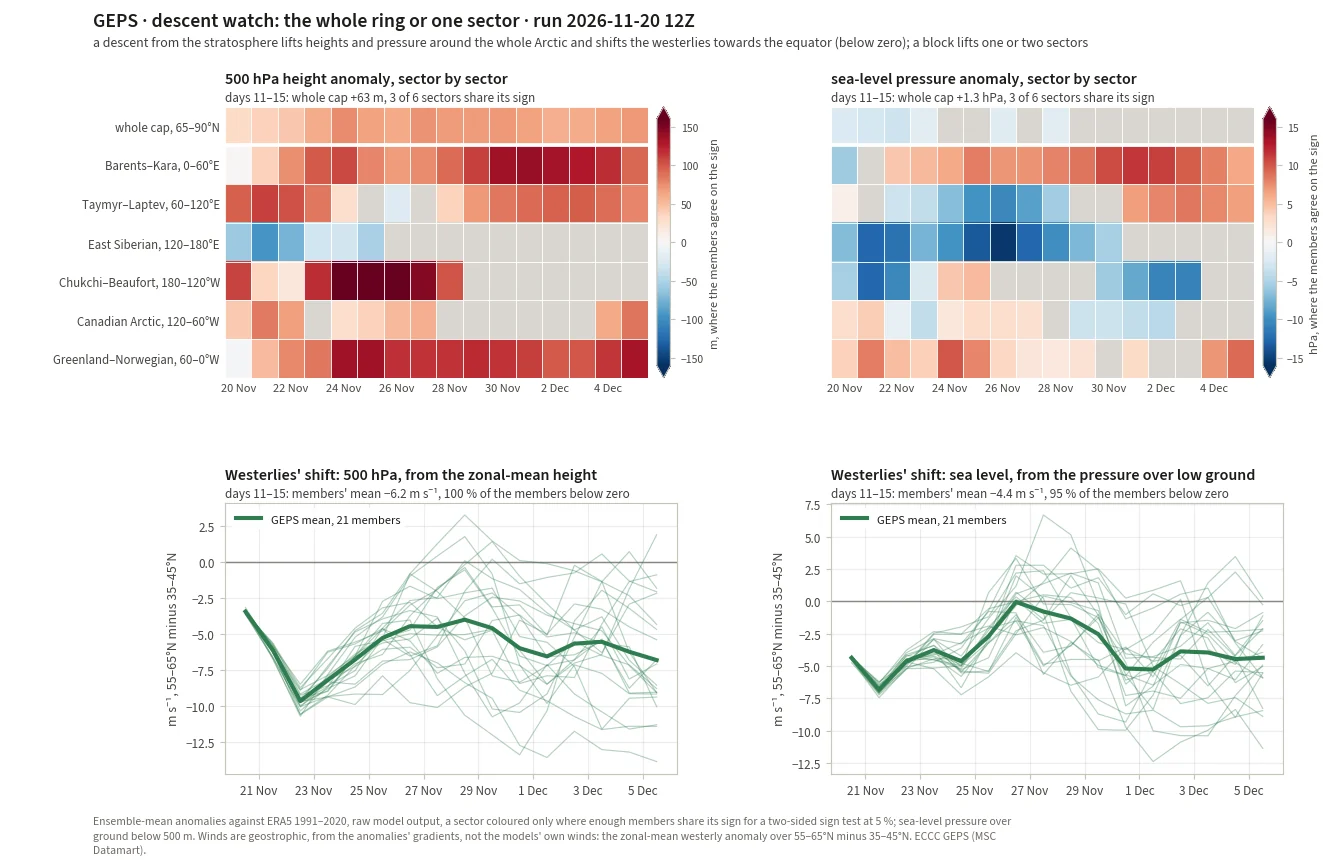 GEPS · descent watch: the whole ring or one sector · run 2026-11-20 12Z
a descent from the stratosphere lifts heights and pressure around the whole Arctic and shifts the westerlies towards the equator (below zero); a block lifts one or two sectors
500 hPa height anomaly, sector by sector
days 11–15: whole cap +63 m, 3 of 6 sectors share its sign
whole cap, 65–90°N
Barents–Kara, 0–60°E
Taymyr–Laptev, 60–120°E
East Siberian, 120–180°E
Chukchi–Beaufort, 180–120°W
Canadian Arctic, 120–60°W
Greenland–Norwegian, 60–0°W
20 Nov 22 Nov 24 Nov 26 Nov 28 Nov 30 Nov 2 Dec 4 Dec
150
100
50
0
−50
−100
−150
m, where the members agree on the sign
sea-level pressure anomaly, sector by sector
days 11–15: whole cap +1.3 hPa, 3 of 6 sectors share its sign
20 Nov 22 Nov 24 Nov 26 Nov 28 Nov 30 Nov 2 Dec 4 Dec
15
10
5
0
−5
−10
−15
hPa, where the members agree on the sign
Westerlies' shift: 500 hPa, from the zonal-mean height
days 11–15: members' mean −6.2 m s⁻¹, 100 % of the members below zero
GEPS mean, 21 members
2.5
0.0
−2.5
−5.0
−7.5
−10.0
−12.5
m s⁻¹, 55–65°N minus 35–45°N
21 Nov 23 Nov 25 Nov 27 Nov 29 Nov 1 Dec 3 Dec 5 Dec
Westerlies' shift: sea level, from the pressure over low ground
days 11–15: members' mean −4.4 m s⁻¹, 95 % of the members below zero
GEPS mean, 21 members
7.5
5.0
2.5
0.0
−2.5
−5.0
−7.5
−10.0
−12.5
m s⁻¹, 55–65°N minus 35–45°N
21 Nov 23 Nov 25 Nov 27 Nov 29 Nov 1 Dec 3 Dec 5 Dec
Ensemble-mean anomalies against ERA5 1991–2020, raw model output, a sector coloured only where enough members share its sign for a two-sided sign test at 5 %; sea-level pressure over
ground below 500 m. Winds are geostrophic, from the anomalies' gradients, not the models' own winds: the zonal-mean westerly anomaly over 55–65°N minus 35–45°N. ECCC GEPS (MSC
Datamart).